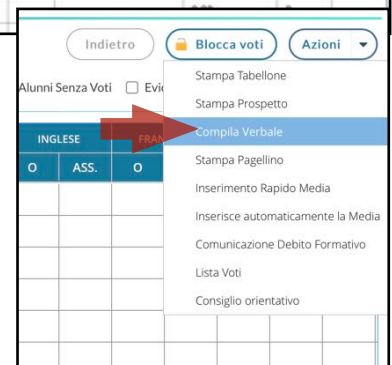 Indietro Blocca voti Azioni
Alunni Senza Voti
Stampa Tabellone
Stampa Prospetto
INGLESE FRAN Compila Verbale
O ASS. O Stampa Pagellino
Inserimento Rapido Media
Inserisce automaticamente la Media
Comunicazione Debito Formativo
Lista Voti
Consiglio orientativo